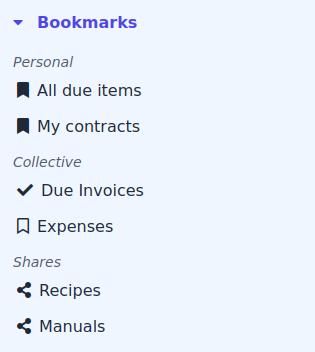 Bookmarks
Personal
All due items
My contracts
Collective
Due Invoices
Expenses
Shares
Recipes
Manuals